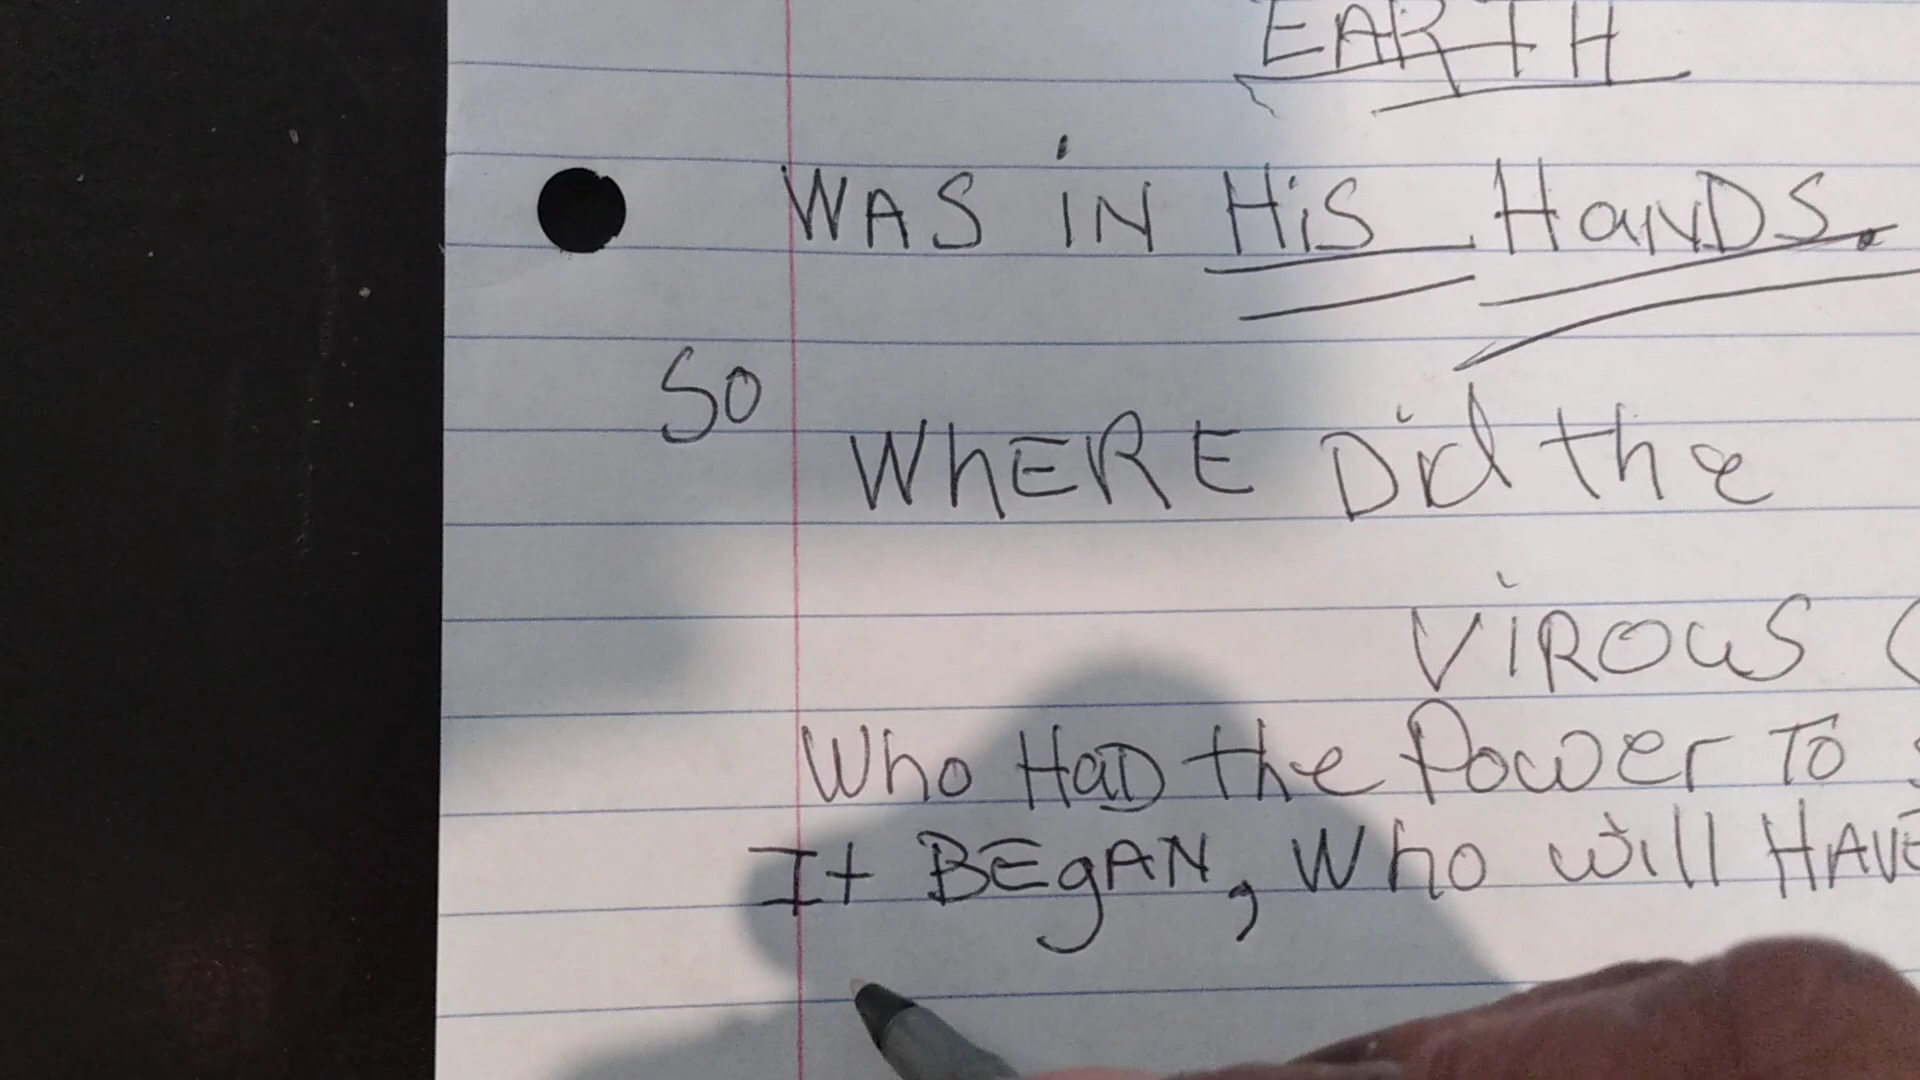 EARTH
WAS iN HiS HaNDS.
So
WhERE Did the
ViROuS
Who HaD the Power To
It BEgAN, Who will HAVE